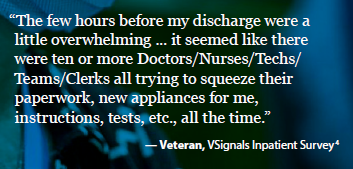 “The few hours before my discharge were a
little overwhelming ... it seemed like there
were ten or more Doctors/Nurses/Techs/
Teams/Clerks all trying to squeeze their
paperwork, new appliances for me,
instructions, tests, etc., all the time.”
— Veteran, VSignals Inpatient Survey⁴